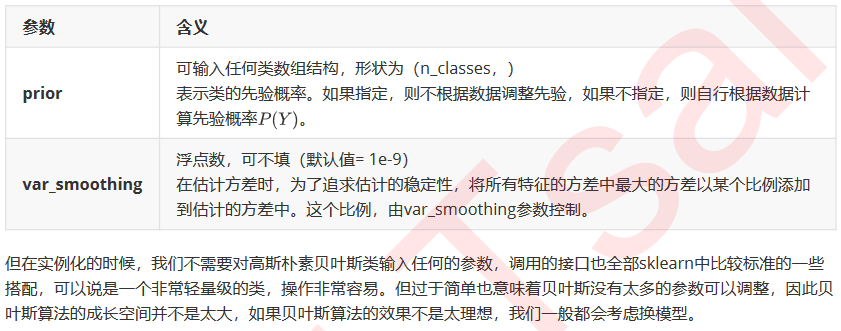 参数 含义
prior
可输入任何类数组结构，形状为（n_classes，）
表示类的先验概率。如果指定，则不根据数据调整先验，如果不指定，则自行根据数据计
算先验概率P(Y)。
var_smoothing
浮点数，可不填（默认值= 1e-9）
在估计方差时，为了追求估计的稳定性，将所有特征的方差中最大的方差以某个比例添加
到估计的方差中。这个比例，由var_smoothing参数控制。
但在实例化的时候，我们不需要对高斯朴素贝叶斯类输入任何的参数，调用的接口也全部sklearn中比较标准的一些
搭配，可以说是一个非常轻量级的类，操作非常容易。但过于简单也意味着贝叶斯没有太多的参数可以调整，因此贝
叶斯算法的成长空间并不是太大，如果贝叶斯算法的效果不是太理想，我们一般都会考虑换模型。
Tsai